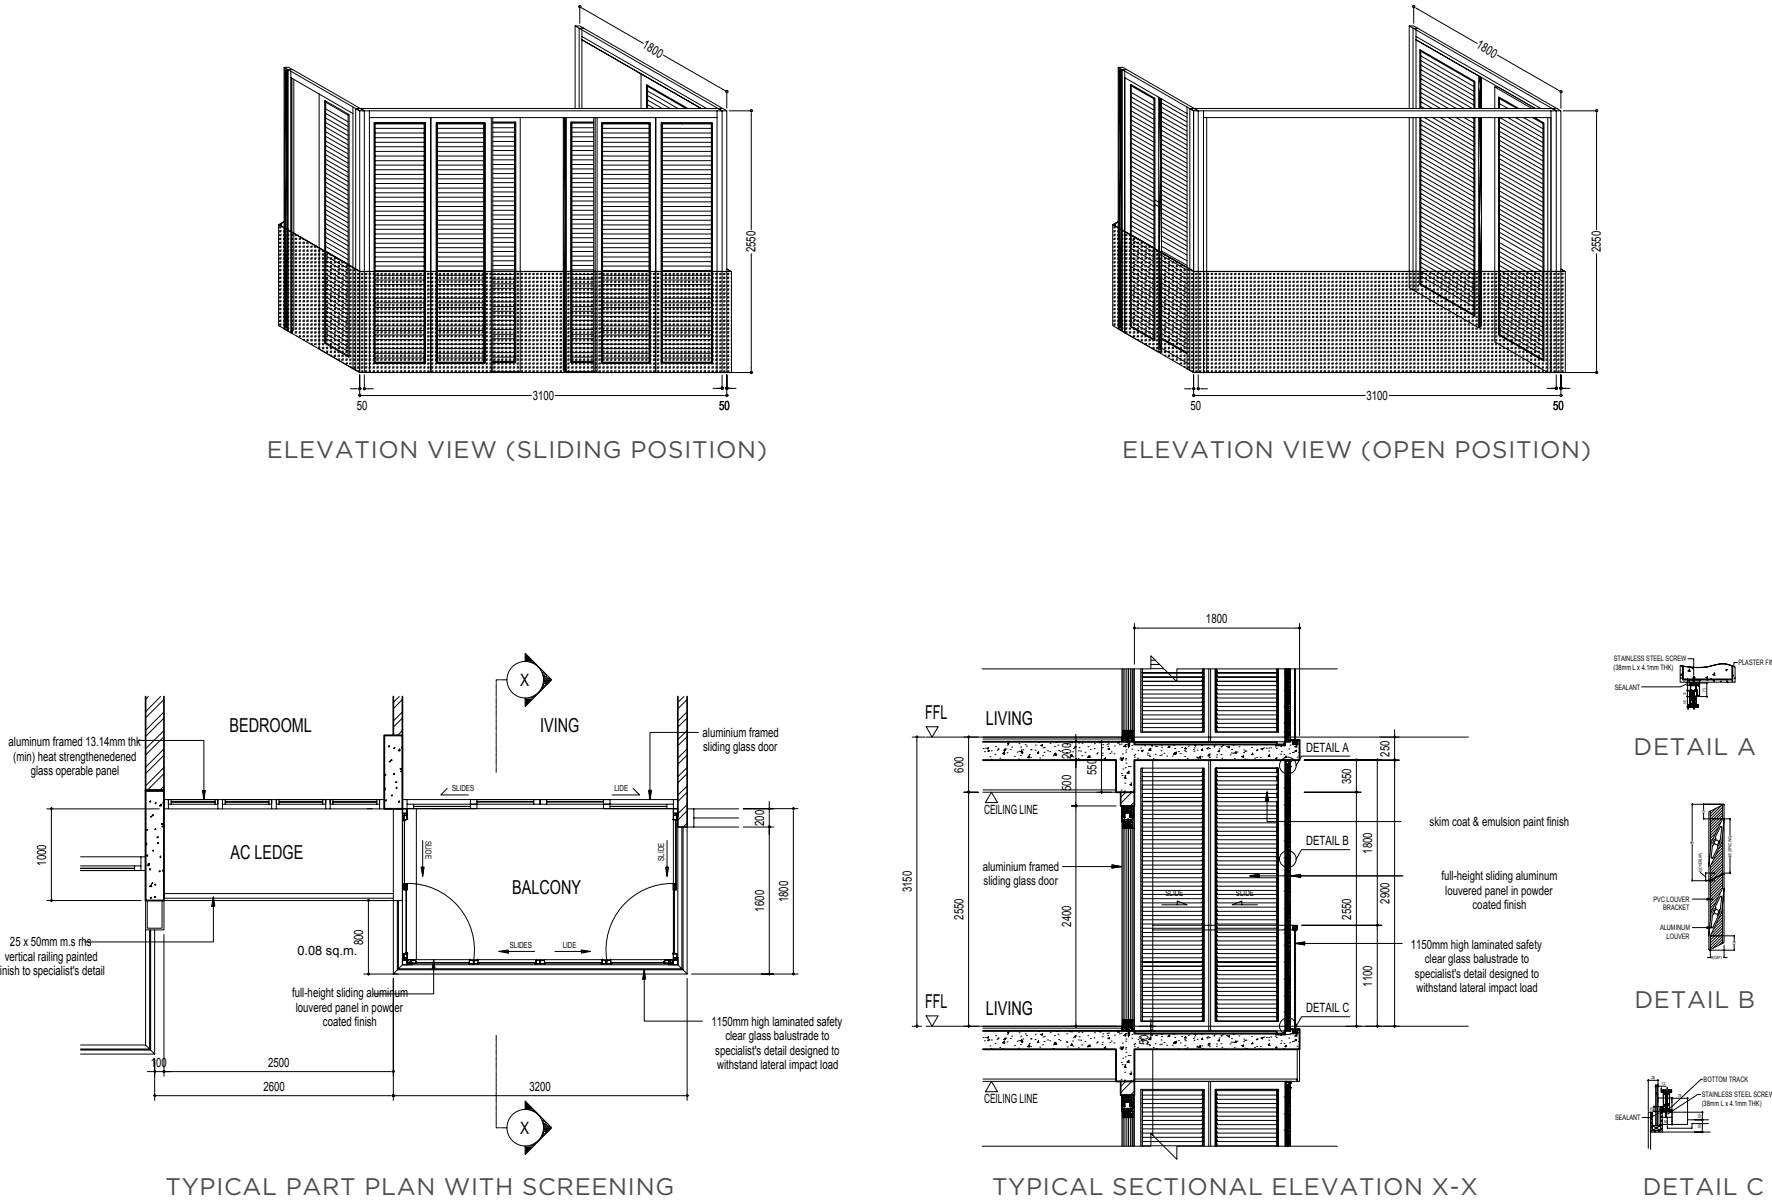 1800
2550
50
3100
50
ELEVATION VIEW (SLIDING POSITION)
1800
2550
50
3100
50
ELEVATION VIEW (OPEN POSITION)
X
BEDROOML
IVING
aluminum framed 13.14mm thk
(min) heat strengthenedened
glass operable panel
aluminium framed
sliding glass door
SLIDES
LIDE
1000
AC LEDGE
SLIDE
SLIDE
BALCONY
200
1600
1800
25 x 50mm m.s rhs
vertical railing painted
finish to specialist's detail
0.08 sq.m.
800
SLIDES
LIDE
full-height sliding aluminum
louvered panel in powder
coated finish
1150mm high laminated safety
clear glass balustrade to
specialist's detail designed to
withstand lateral impact load
100
2500
2600
3200
X
TYPICAL PART PLAN WITH SCREENING
1800
FFL
LIVING
600
200
550
500
CEILING LINE
DETAIL A
250
350
skim coat & emulsion paint finish
DETAIL B
1800
aluminium framed
sliding glass door
3150
2550
2400
SLIDE
SLIDE
full-height sliding aluminum
louvered panel in powder
coated finish
2550
2900
1150mm high laminated safety
clear glass balustrade to
specialist's detail designed to
withstand lateral impact load
1100
FFL
LIVING
DETAIL C
50
CEILING LINE
TYPICAL SECTIONAL ELEVATION X-X
STAINLESS STEEL SCREW
(38mm L x 4.1mm THK)
PLASTER FIN
SEALANT
DETAIL A
PVC LOUVER
BRACKET
ALUMINUM
LOUVER
DETAIL B
BOTTOM TRACK
STAINLESS STEEL SCREW
(38mm L x 4.1mm THK)
SEALANT
DETAIL C